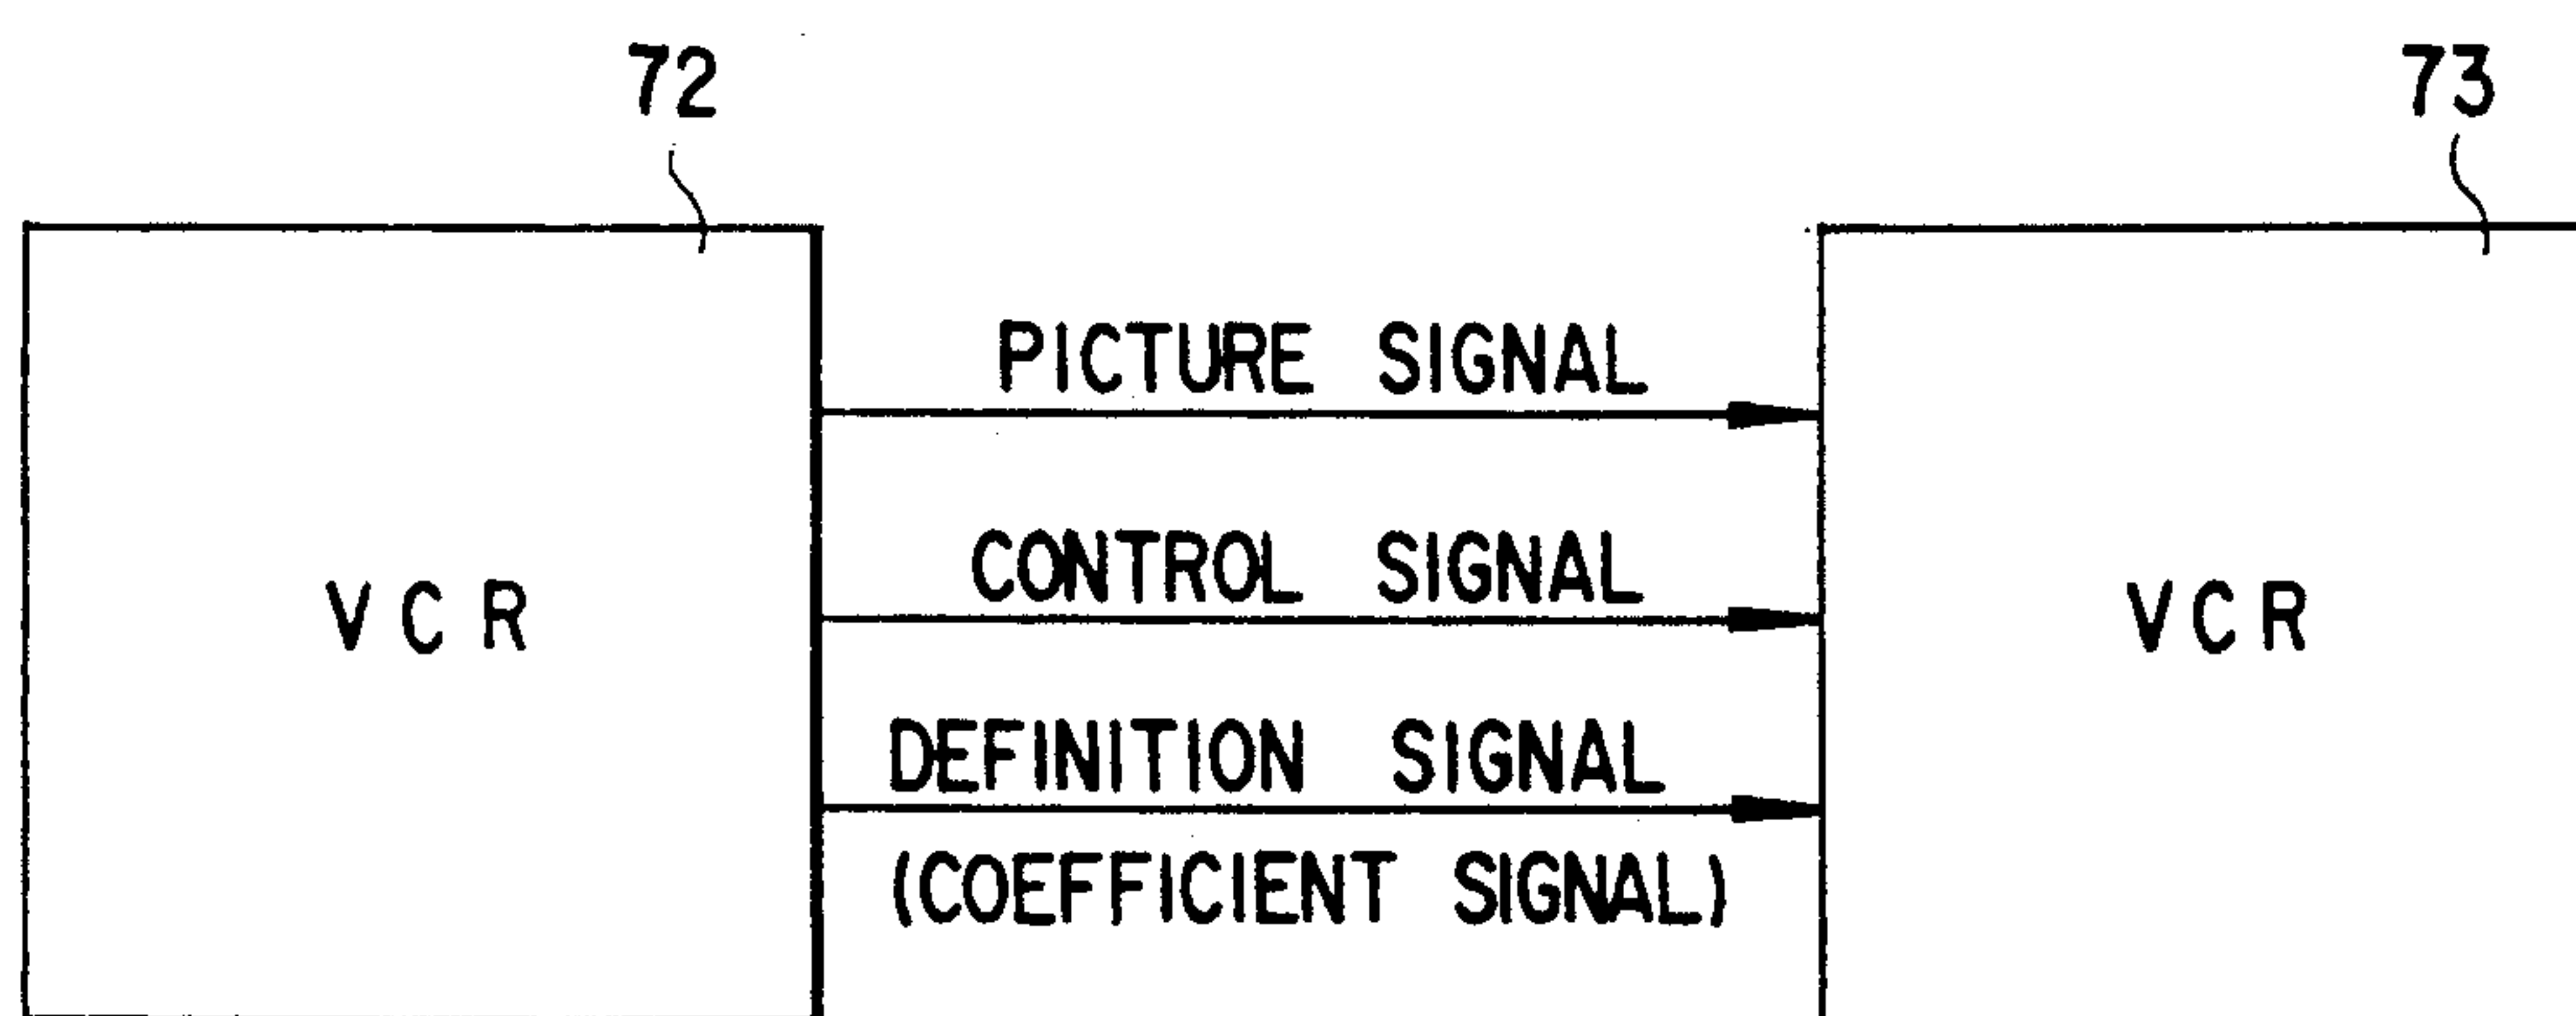 72
73
PICTURE SIGNAL
CONTROL SIGNAL
VCR
VCR
DEFINITION SIGNAL
(COEFFICIENT SIGNAL)